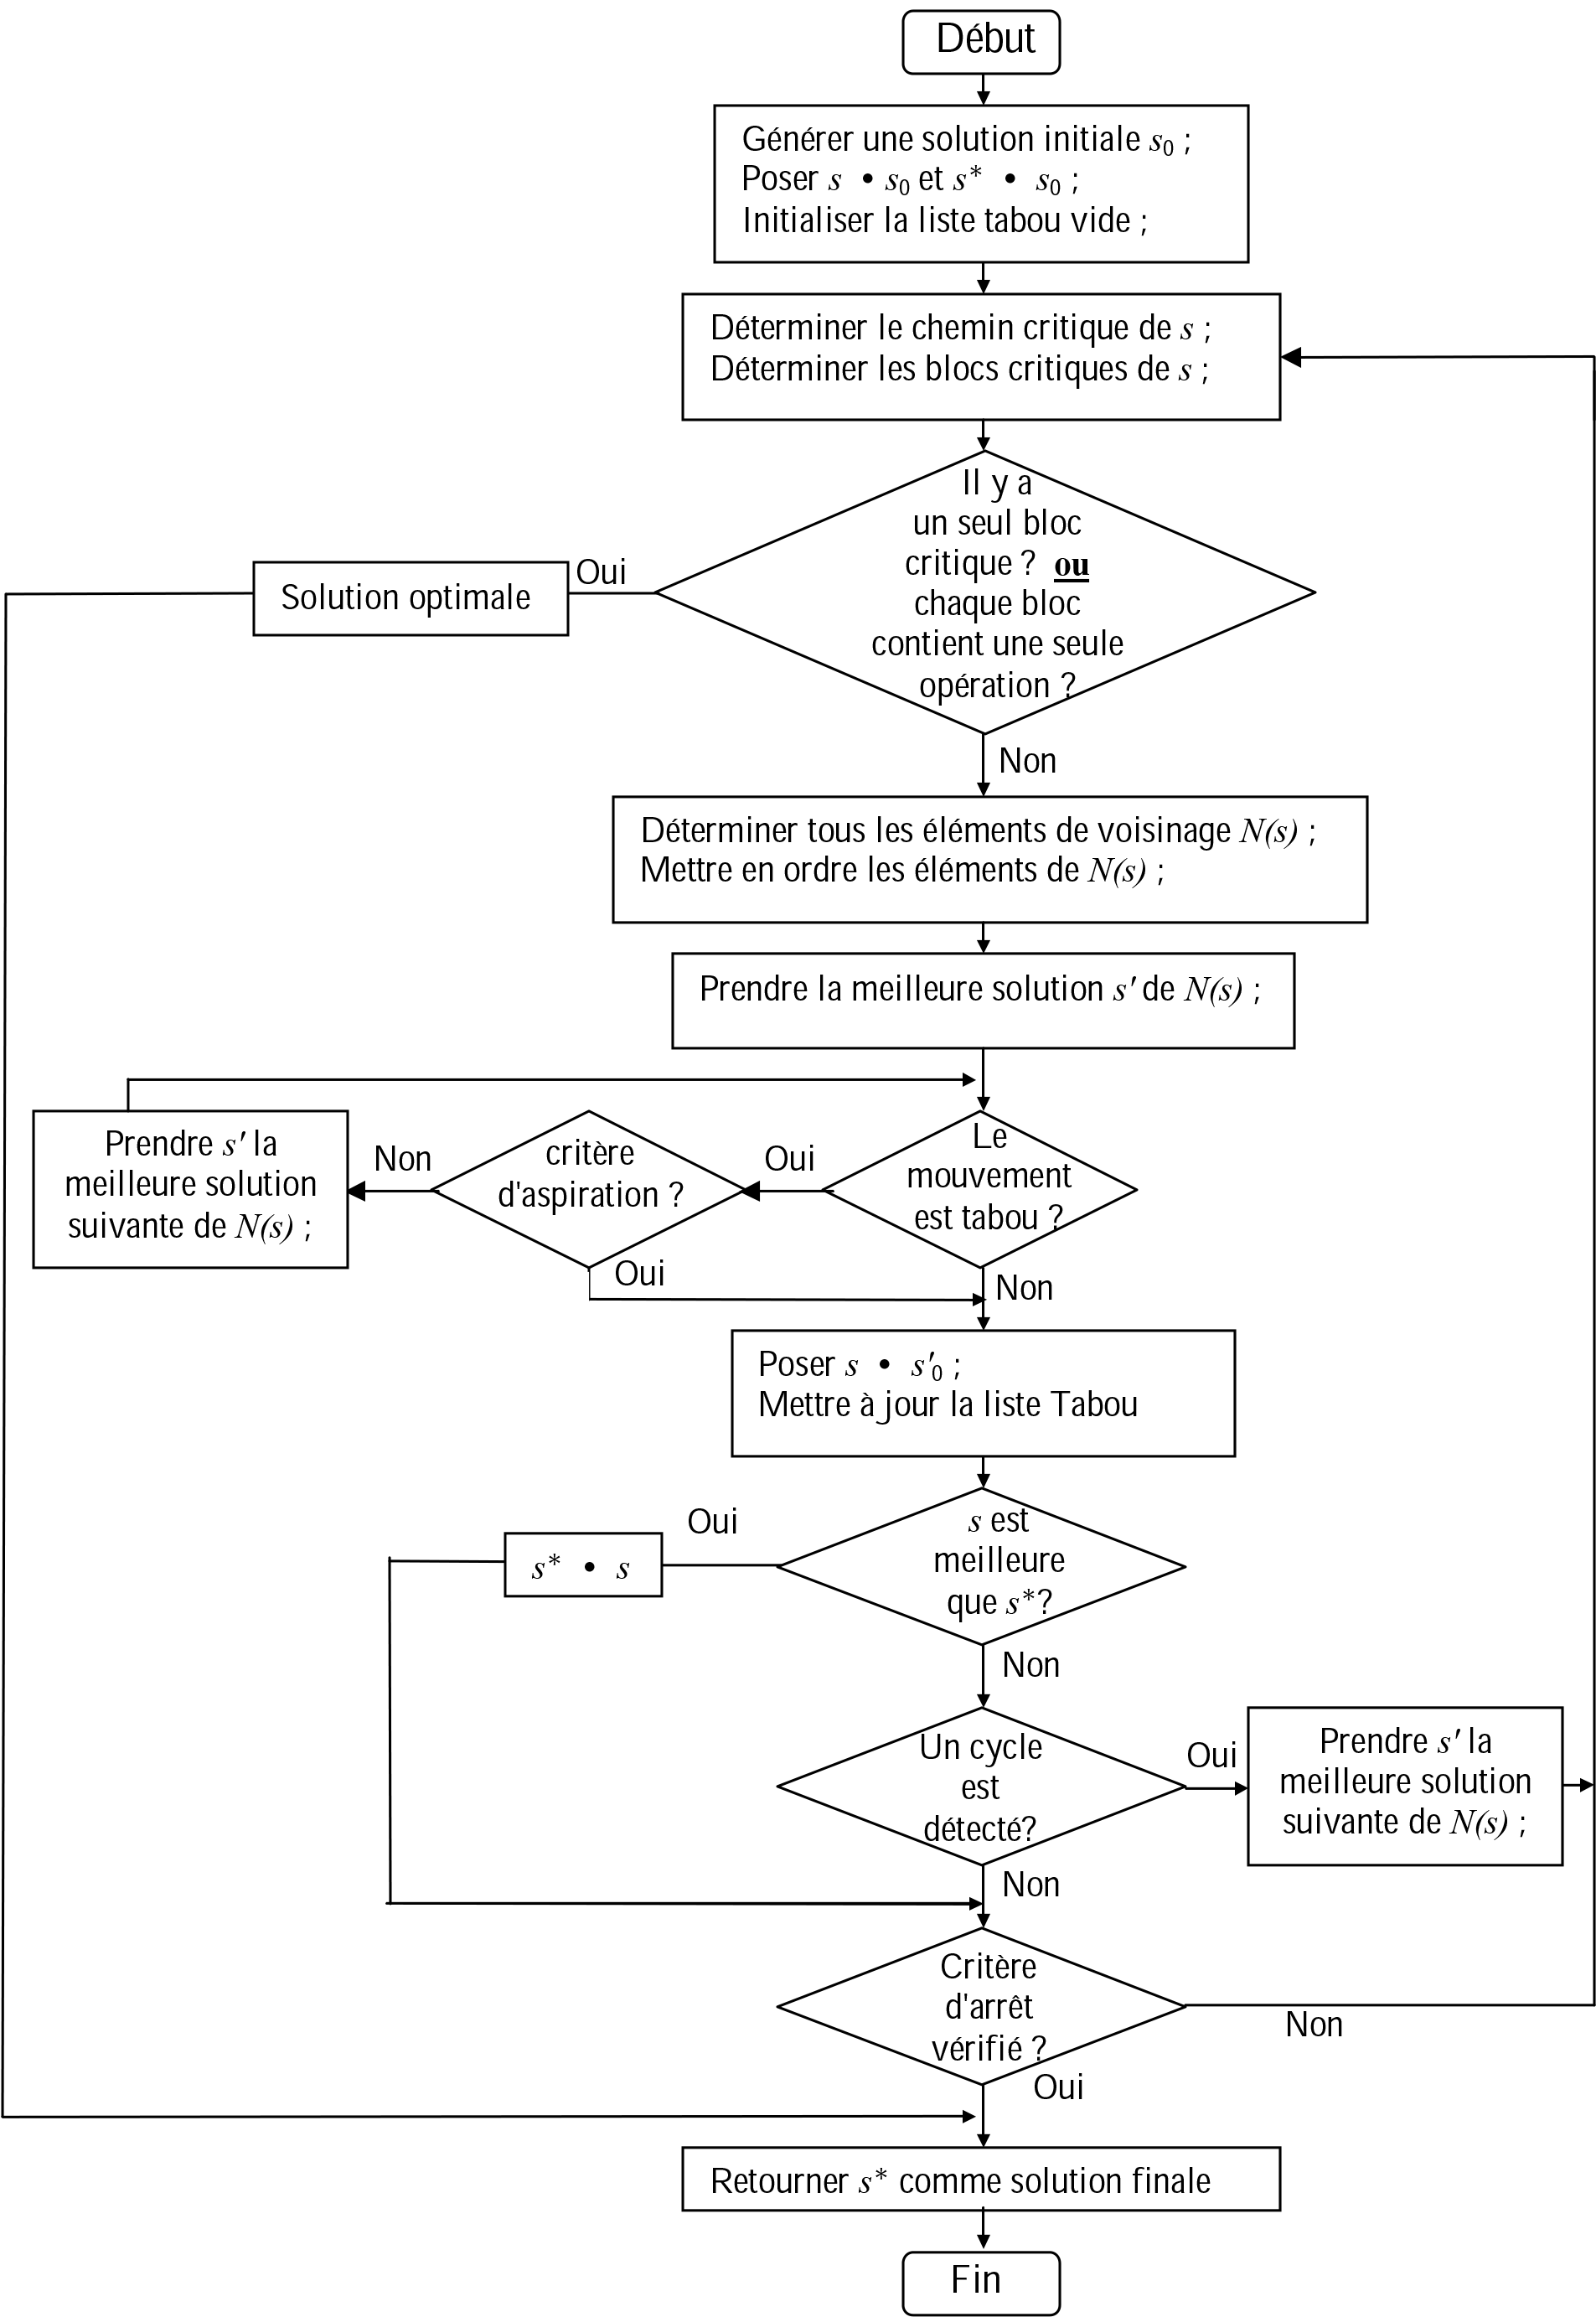 Début
Générer une solution initiale s0 ;
Poser s • s0 et s* • s0 ;
Initialiser la liste tabou vide ;
Déterminer le chemin critique de s ;
Déterminer les blocs critiques de s ;
Il y a
un seul bloc
critique ? ou
chaque bloc
contient une seule
opération ?
Oui
Solution optimale
Non
Déterminer tous les éléments de voisinage N(s) ;
Mettre en ordre les éléments de N(s) ;
Prendre la meilleure solution s' de N(s) ;
Le
mouvement
est tabou ?
Oui
critère
d'aspiration ?
Non
Prendre s' la
meilleure solution
suivante de N(s) ;
Oui
Non
Poser s • s'0 ;
Mettre à jour la liste Tabou
s est
meilleure
que s*?
Oui
s* • s
Non
Un cycle
est
détecté?
Oui
Prendre s' la
meilleure solution
suivante de N(s) ;
Non
Critère
d'arrêt
vérifié ?
Non
Oui
Retourner s* comme solution finale
Fin